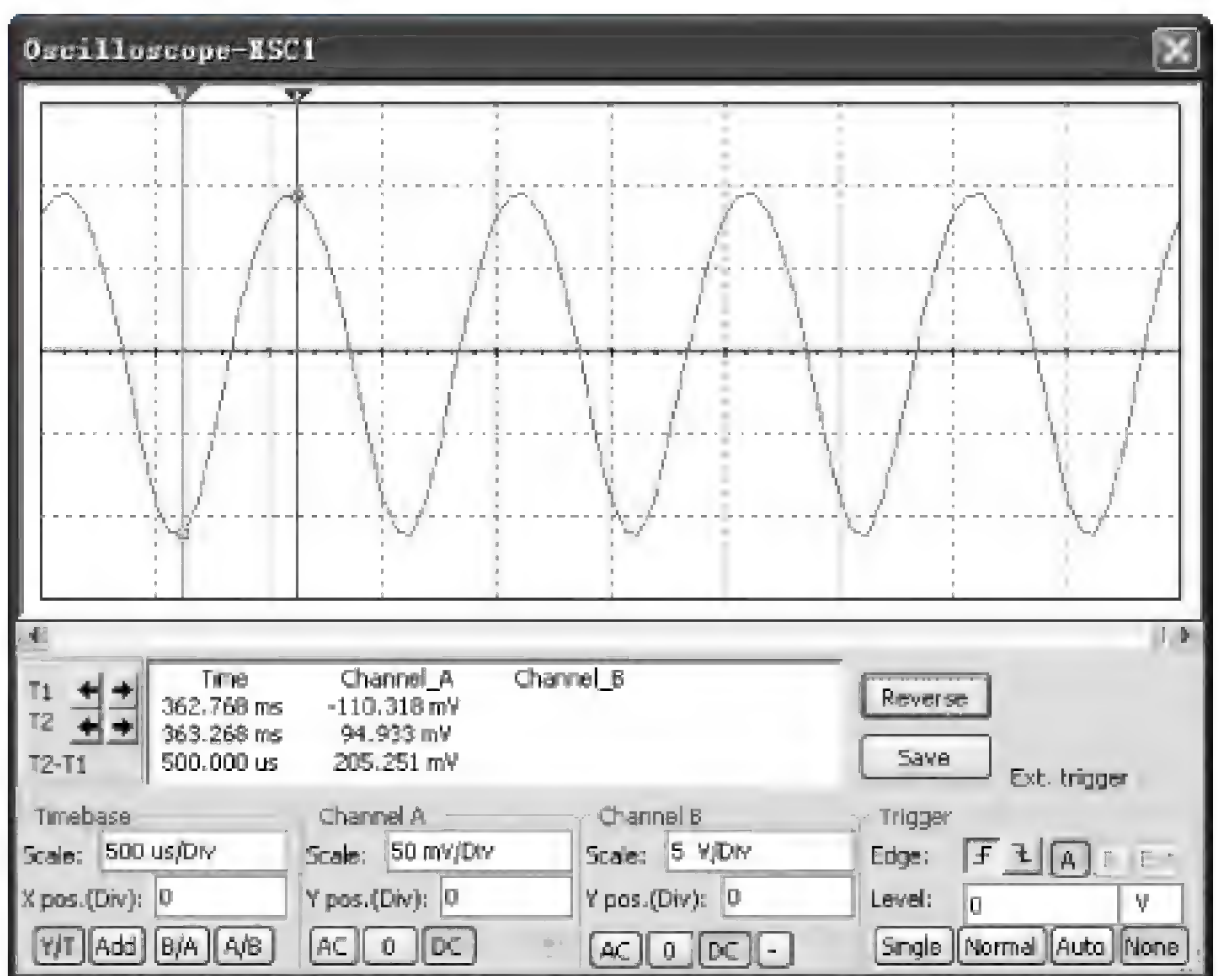 Oscilloscope-XSC1
Time Channel_A Channel_B
T1 362.768 ms -110.318 mV
T2 363.268 ms 94.933 mV
T2-T1 500.000 us 205.251 mV
Reverse
Save
Ext. trigger
Timebase Channel A Channel B Trigger
Scale: 500 us/Div Scale: 50 mV/Div Scale: 5 V/Div Edge: A
X pos.(Div): 0 Y pos.(Div): 0 Y pos.(Div): 0 Level: 0 V
Y/T Add B/A A/B AC 0 DC AC 0 DC - Single Normal Auto None